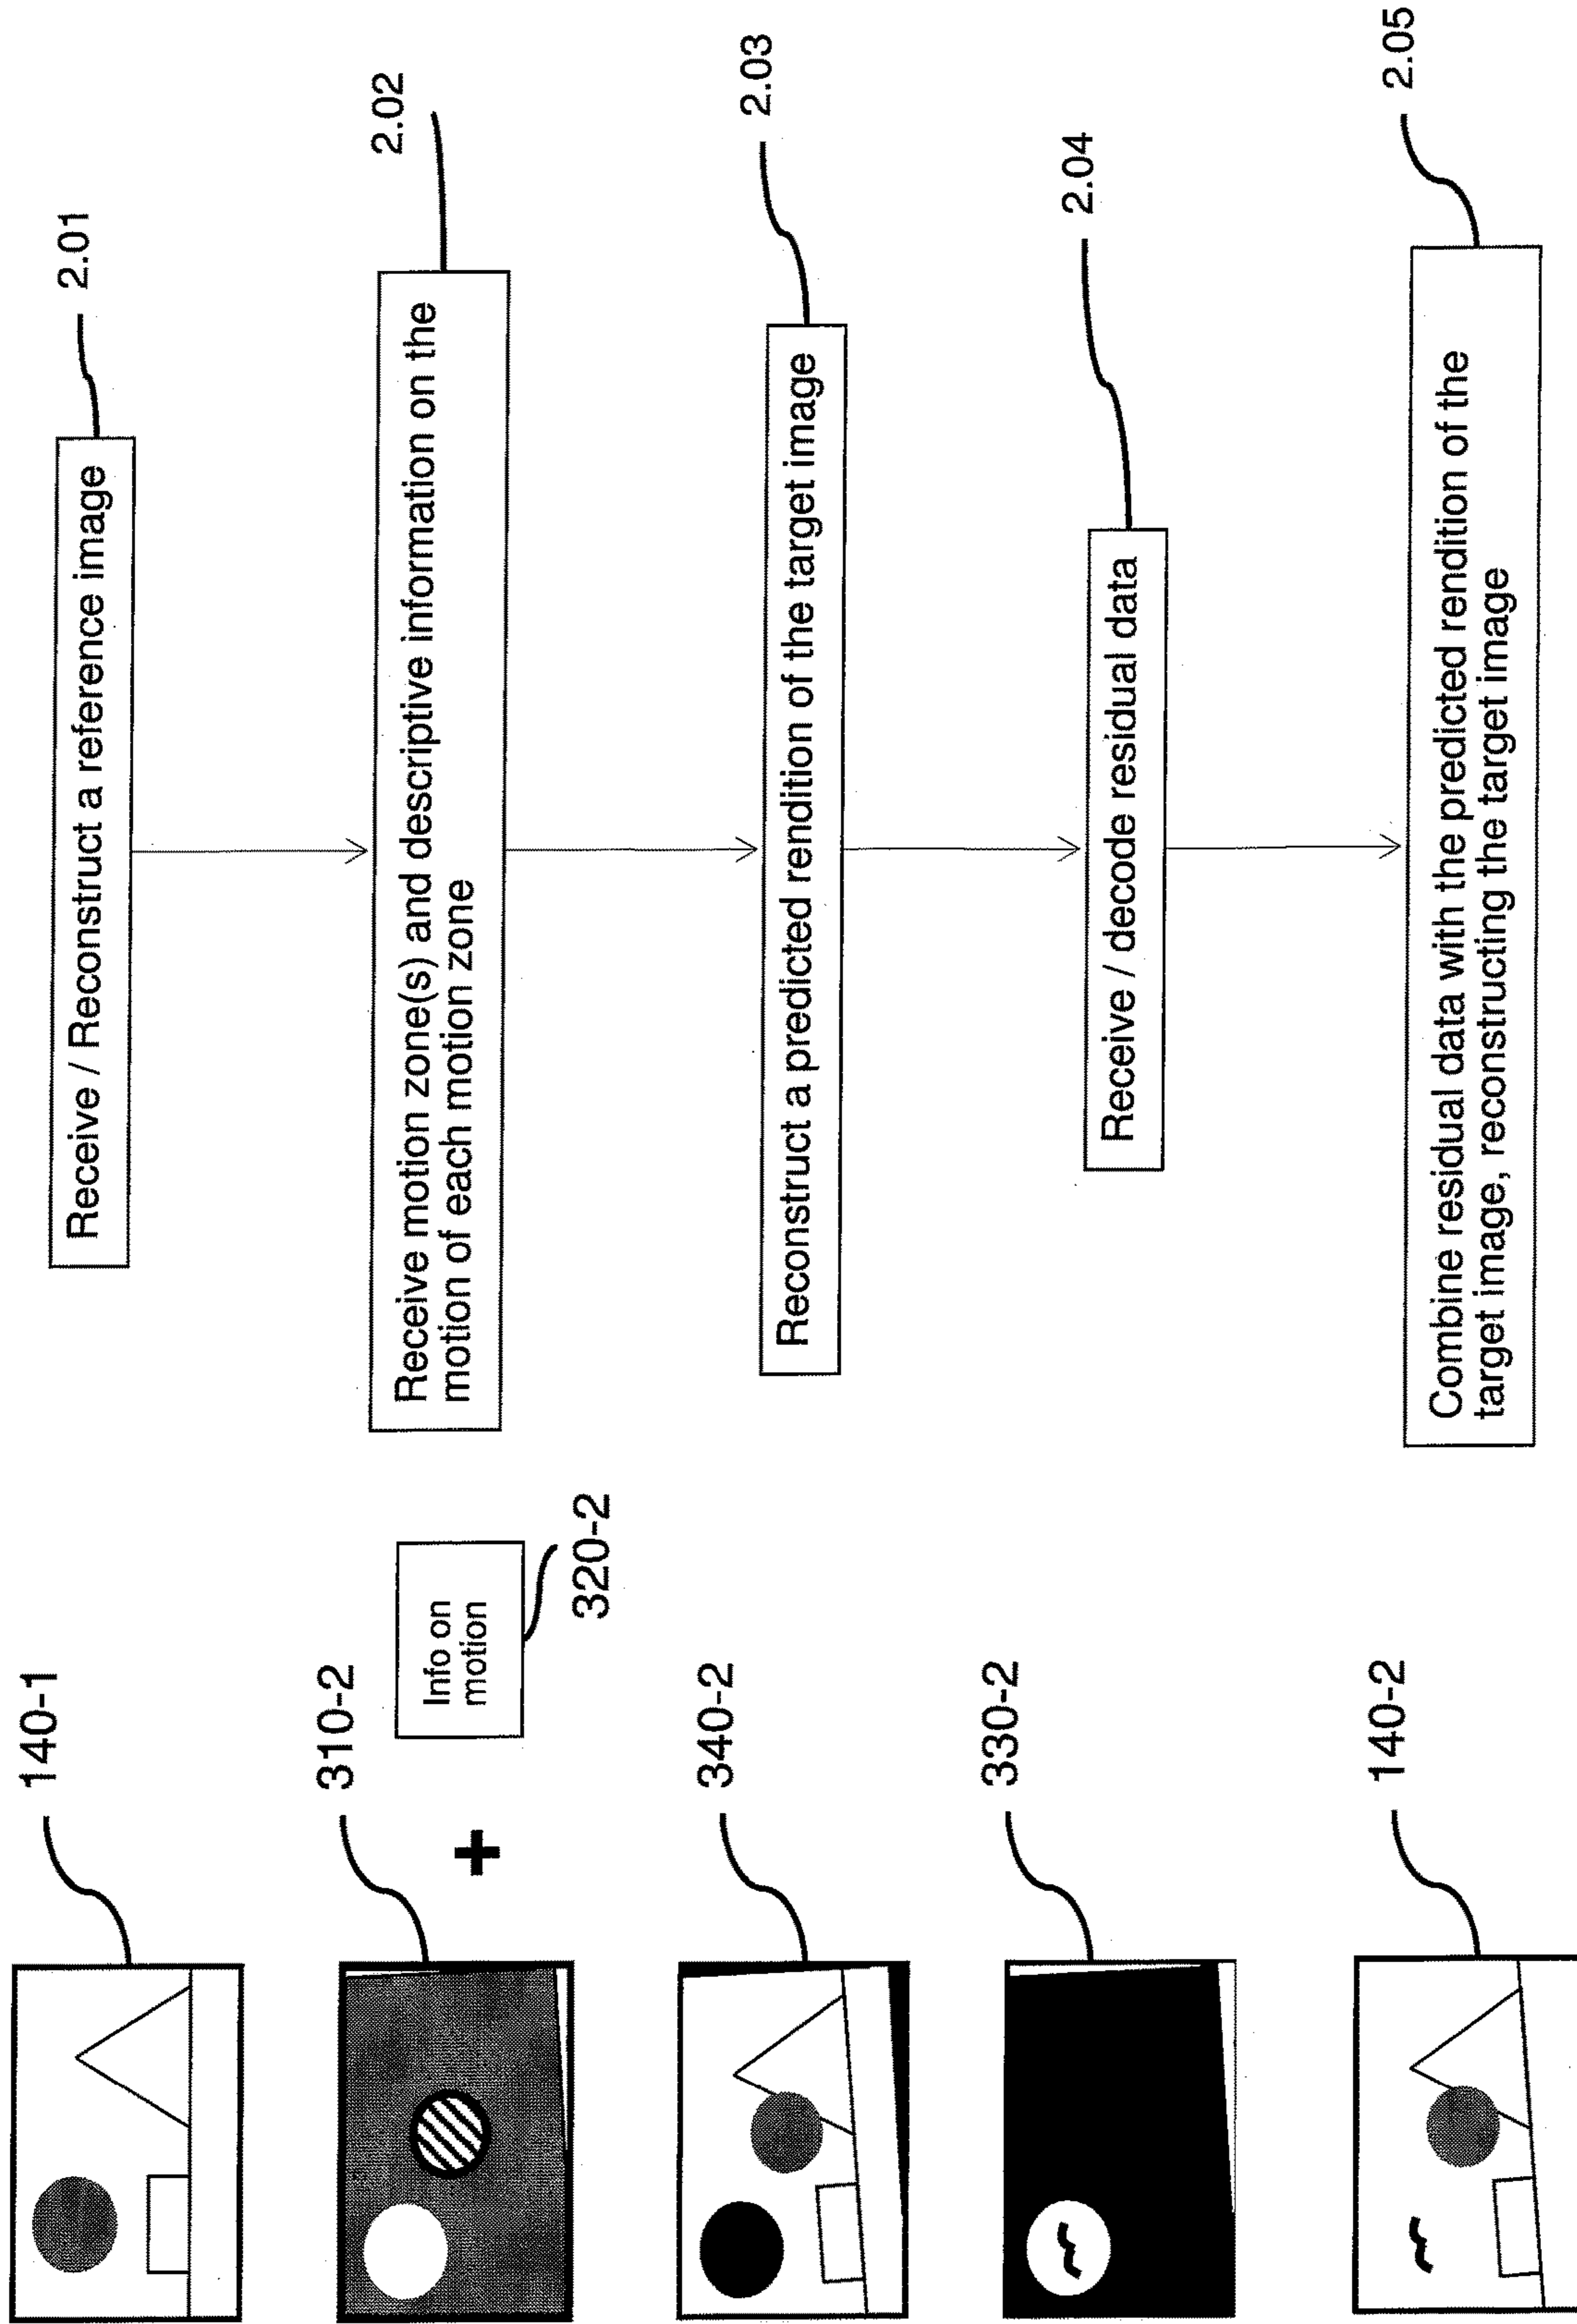 140-1
Receive / Reconstruct a reference image
2.01
310-2
+
Info on
motion
320-2
Receive motion zone(s) and descriptive information on the
motion of each motion zone
2.02
340-2
Reconstruct a predicted rendition of the target image
2.03
330-2
Receive / decode residual data
2.04
140-2
Combine residual data with the predicted rendition of the
target image, reconstructing the target image
2.05